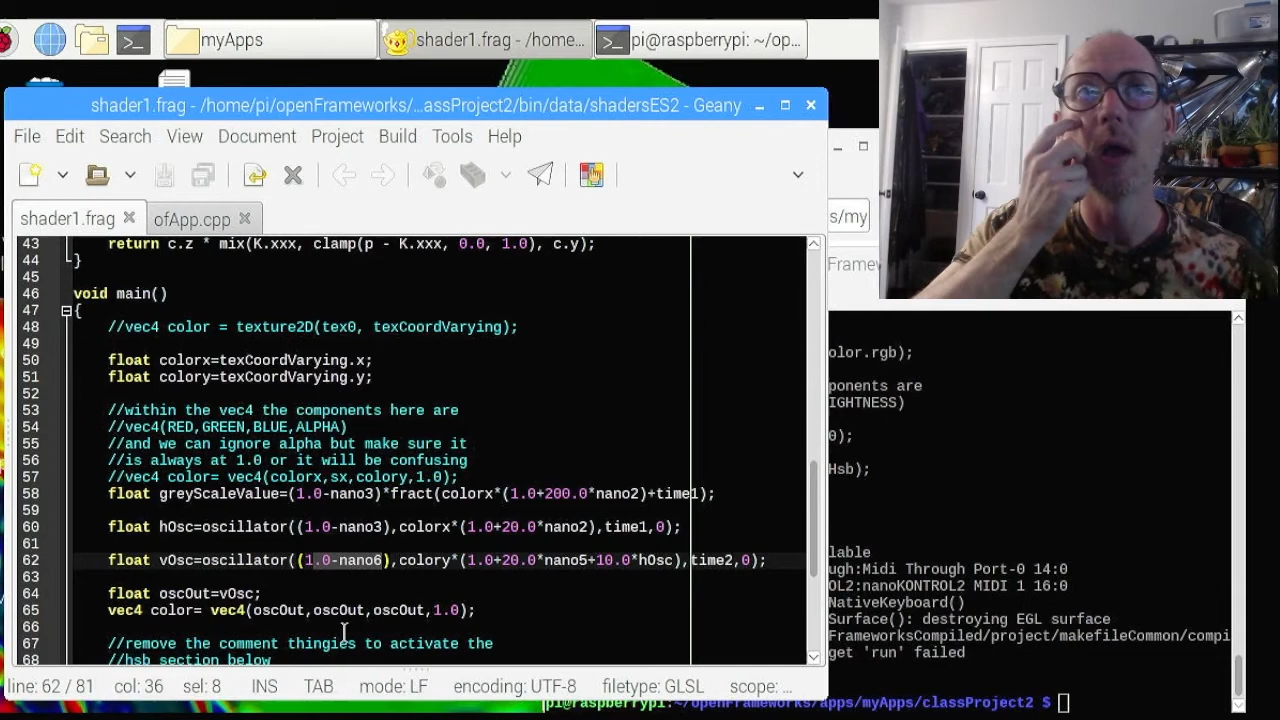 myApps
shader1.frag - /home...
pi@raspberrypi: ~/op...
shader1.frag - /home/pi/openFrameworks/...assProject2/bin/data/shadersES2 - Geany
File Edit Search View Document Project Build Tools Help
shader1.frag
ofApp.cpp
s/my
Framew
43 return c.z * mix(K.xxx, clamp(p - K.xxx, 0.0, 1.0), c.y);
44 }
45
46 void main()
47 {
48 //vec4 color = texture2D(tex0, texCoordVarying);
49
50 float colorx=texCoordVarying.x;
51 float colory=texCoordVarying.y;
52
53 //within the vec4 the components here are
54 //vec4(RED,GREEN,BLUE,ALPHA)
55 //and we can ignore alpha but make sure it
56 //is always at 1.0 or it will be confusing
57 //vec4 color= vec4(colorx,sx,colory,1.0);
58 float greyScaleValue=(1.0-nano3)*fract(colorx*(1.0+200.0*nano2)+time1);
59
60 float hOsc=oscillator((1.0-nano3),colorx*(1.0+20.0*nano2),time1,0);
61
62 float vOsc=oscillator((1.0-nano6),colory*(1.0+20.0*nano5+10.0*hOsc),time2,0);
63
64 float oscOut=vOsc;
65 vec4 color= vec4(oscOut,oscOut,oscOut,1.0);
66
67 //remove the comment thingies to activate the
68 //hsb section below
line: 62 / 81 col: 36 sel: 8 INS TAB mode: LF encoding: UTF-8 filetype: GLSL scope: ...
olor.rgb);
ponents are
IGHTNESS)
0);
Hsb);
lable
ugh:Midi Through Port-0 14:0
OL2:nanoKONTROL2 MIDI 1 16:0
NativeKeyboard()
Surface(): destroying EGL surface
FrameworksCompiled/project/makefileCommon/compi
get 'run' failed
pi@raspberrypi:~/openFrameworks/apps/myApps/classProject2 $